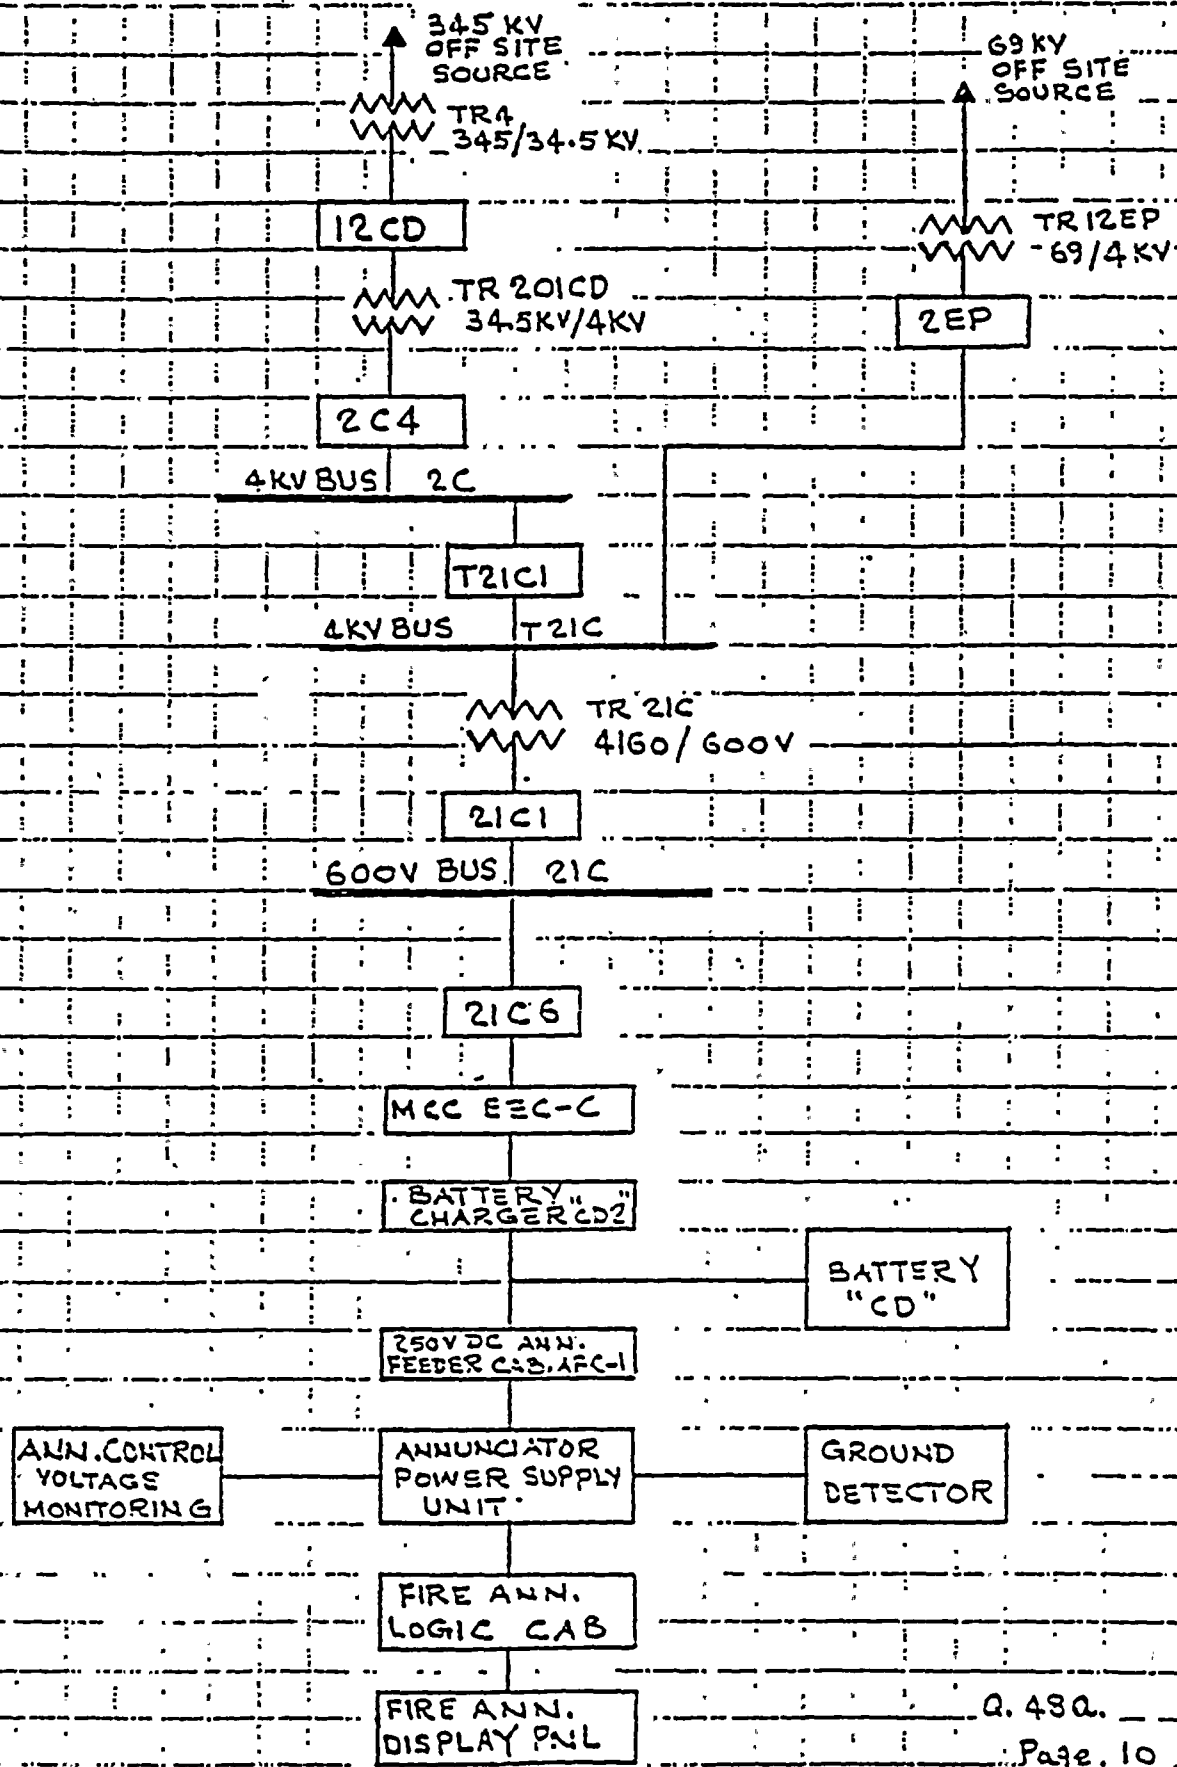 345 KV
OFF SITE
SOURCE
69 KV
OFF SITE
SOURCE
TR4
345/34.5 KV
12CD
TR 12EP
69/4 KV
TR 201CD
34.5KV/4KV
2EP
2C4
4KV BUS 2C
T21C1
4KV BUS T21C
TR 21C
4160/600V
21C1
600V BUS 21C
21C6
MCC EZC-C
BATTERY
CHARGER "CD2"
BATTERY
"CD"
250V DC ANN.
FEEDER CAB. AFC-1
ANN. CONTROL
VOLTAGE
MONITORING
ANNUNCIATOR
POWER SUPPLY
UNIT
GROUND
DETECTOR
FIRE ANN.
LOGIC CAB
FIRE ANN.
DISPLAY PNL
Q. 48Q.
Page. 10